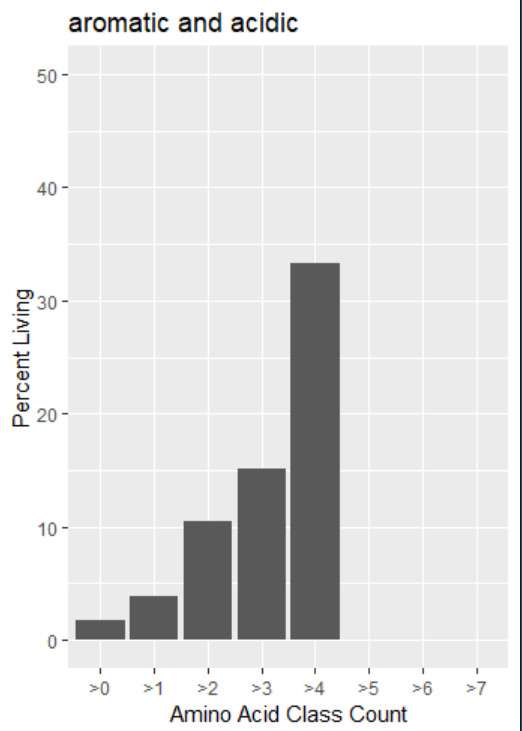 aromatic and acidic
50
40
30
20
10
0
Percent Living
>0 >1 >2 >3 >4 >5 >6 >7
Amino Acid Class Count